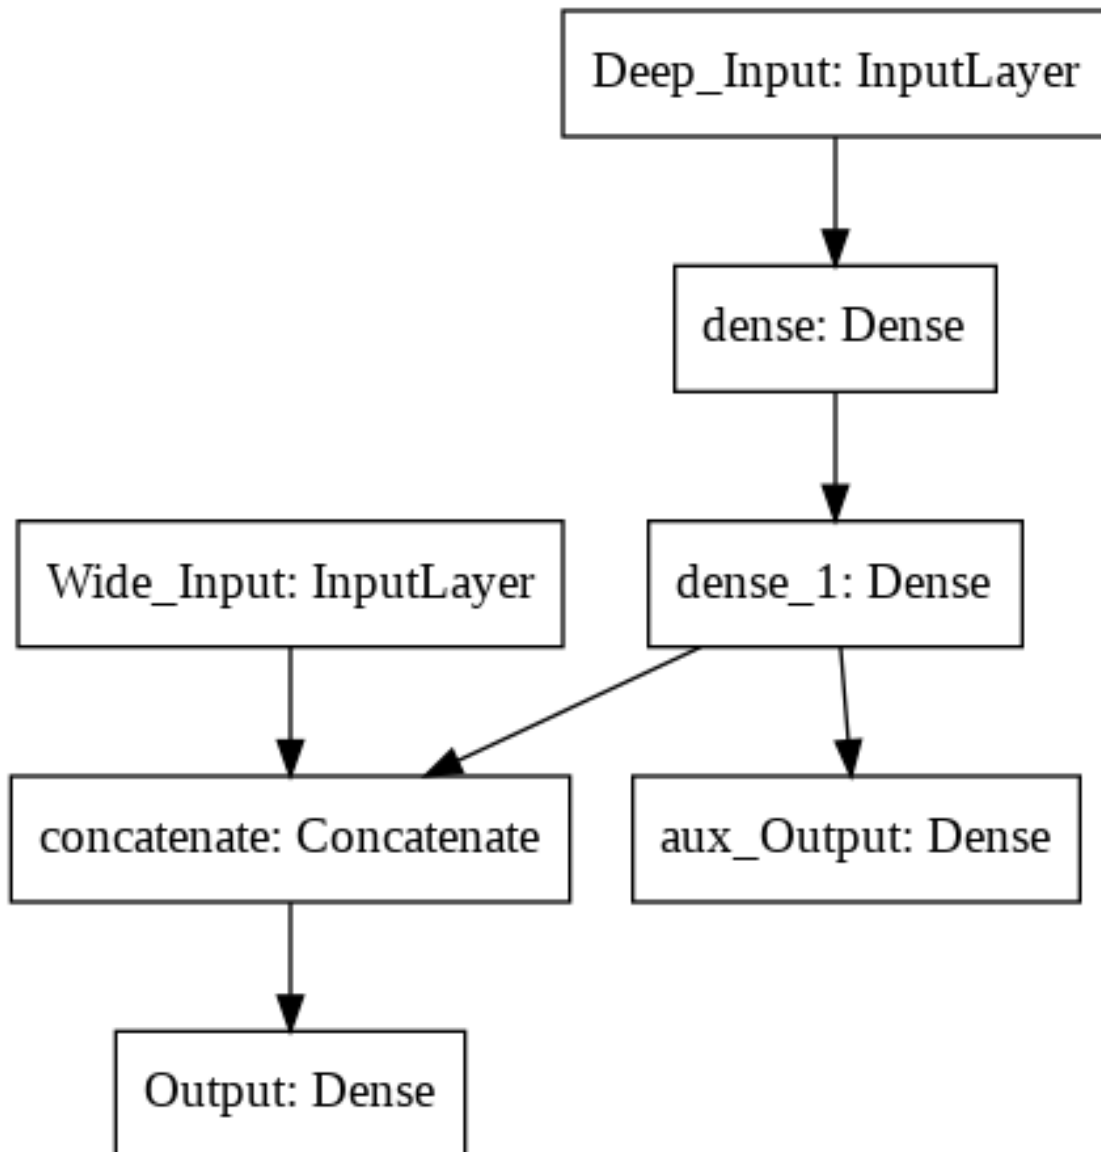 Deep_Input: InputLayer
dense: Dense
Wide_Input: InputLayer
dense_1: Dense
concatenate: Concatenate
aux_Output: Dense
Output: Dense